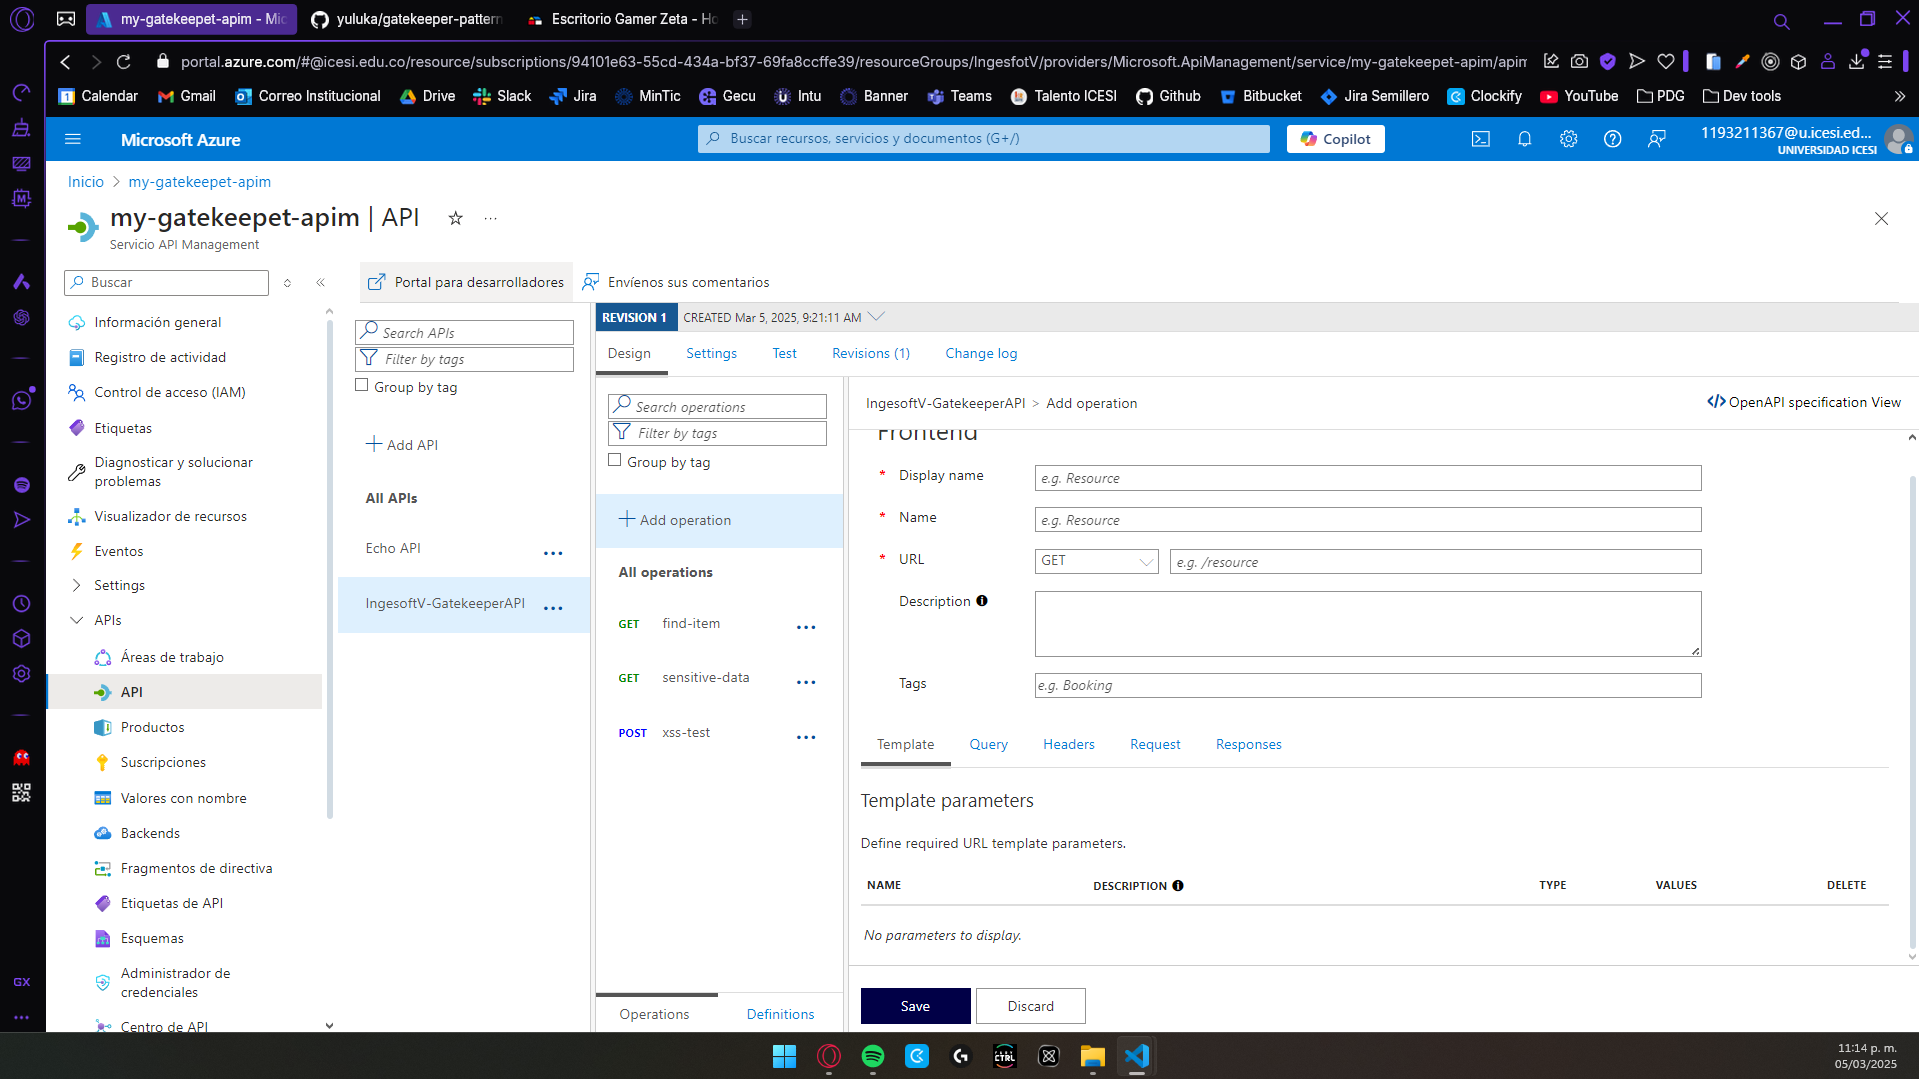 my-gatekeepet-apim - Mic
yuluka/gatekeeper-pattern
Escritorio Gamer Zeta - Ho
portal.azure.com/#@icesi.edu.co/resource/subscriptions/94101e63-55cd-434a-bf37-69fa8ccffe39/resourceGroups/IngesfotV/providers/Microsoft.ApiManagement/service/my-gatekeepet-apim/apim
Calendar
Gmail
Correo Institucional
Drive
Slack
Jira
MinTic
Gecu
Intu
Banner
Teams
Talento ICESI
Github
Bitbucket
Jira Semillero
Clockify
YouTube
PDG
Dev tools
Microsoft Azure
Buscar recursos, servicios y documentos (G+/)
Copilot
1193211367@u.icesi.ed...
UNIVERSIDAD ICESI
Inicio > my-gatekeepet-apim
my-gatekeepet-apim | API
Servicio API Management
Buscar
Portal para desarrolladores
Envíenos sus comentarios
Información general
Registro de actividad
Control de acceso (IAM)
Etiquetas
Diagnosticar y solucionar
problemas
Visualizador de recursos
Eventos
Settings
APIs
Áreas de trabajo
API
Productos
Suscripciones
Valores con nombre
Backends
Fragmentos de directiva
Etiquetas de API
Esquemas
Administrador de
credenciales
Centro de API
Search APIs
Filter by tags
Group by tag
Add API
All APIs
Echo API
IngesoftV-GatekeeperAPI
REVISION 1
CREATED Mar 5, 2025, 9:21:11 AM
Design
Settings
Test
Revisions (1)
Change log
Search operations
Filter by tags
Group by tag
Add operation
All operations
GET find-item
GET sensitive-data
POST xss-test
Operations
Definitions
IngesoftV-GatekeeperAPI > Add operation
OpenAPI specification View
Frontend
* Display name
e.g. Resource
* Name
e.g. Resource
* URL
GET
e.g. /resource
Description
Tags
e.g. Booking
Template
Query
Headers
Request
Responses
Template parameters
Define required URL template parameters.
NAME
DESCRIPTION
TYPE
VALUES
DELETE
No parameters to display.
Save
Discard
GX
CTRL
11:14 p. m.
05/03/2025